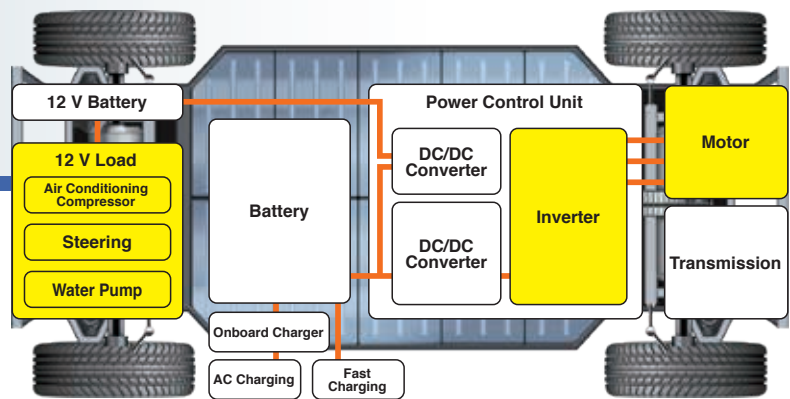 12 V Battery
12 V Load
Air Conditioning
Compressor
Steering
Water Pump
Battery
Onboard Charger
AC Charging
Fast
Charging
Power Control Unit
DC/DC
Converter
DC/DC
Converter
Inverter
Motor
Transmission